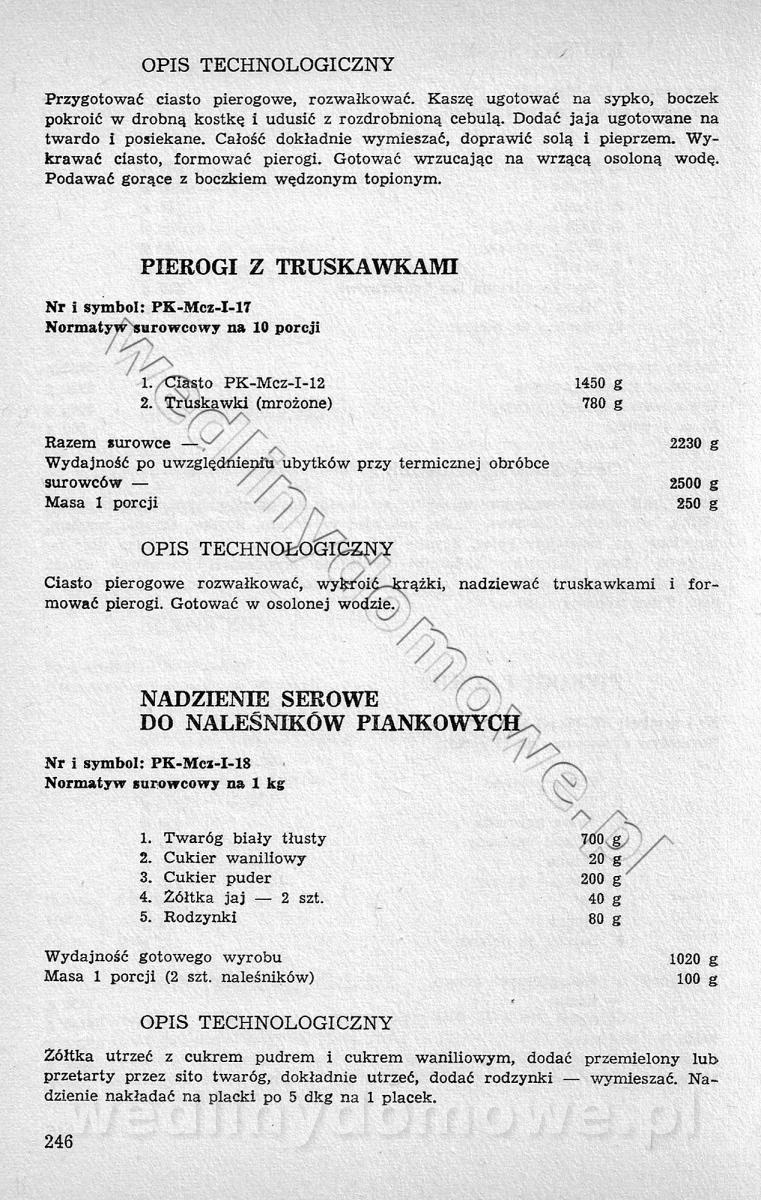 OPIS TECHNOLOGICZNY
Przygotować ciasto pierogowe, rozwałkować. Kaszę ugotować na sypko, boczek
pokroić w drobną kostkę i udusić z rozdrobnioną cebulą. Dodać jaja ugotowane na
twardo i posiekane. Całość dokładnie wymieszać, doprawić solą i pieprzem. Wy-
krawać ciasto, formować pierogi. Gotować wrzucając na wrzącą osoloną wodę.
Podawać gorące z boczkiem wędzonym topionym.
PIEROGI Z TRUSKAWKAMI
Nr i symbol: PK-Mcz-I-17
Normatyw surowcowy na 10 porcji
1. Ciasto PK-Mcz-I-12 1450 g
2. Truskawki (mrożone) 780 g
Razem surowce — 2230 g
Wydajność po uwzględnieniu ubytków przy termicznej obróbce
surowców — 2500 g
Masa 1 porcji 250 g
OPIS TECHNOLOGICZNY
Ciasto pierogowe rozwałkować, wykroić krążki, nadziewać truskawkami i for-
mować pierogi. Gotować w osolonej wodzie.
NADZIENIE SEROWE
DO NALEŚNIKÓW PIANKOWYCH
Nr i symbol: PK-Mcz-I-18
Normatyw surowcowy na 1 kg
1. Twaróg biały tłusty 700 g
2. Cukier waniliowy 20 g
3. Cukier puder 200 g
4. Żółtka jaj — 2 szt. 40 g
5. Rodzynki 80 g
Wydajność gotowego wyrobu 1020 g
Masa 1 porcji (2 szt. naleśników) 100 g
OPIS TECHNOLOGICZNY
Żółtka utrzeć z cukrem pudrem i cukrem waniliowym, dodać przemielony lub
przetarty przez sito twaróg, dokładnie utrzeć, dodać rodzynki — wymieszać. Na-
dzienie nakładać na placki po 5 dkg na 1 placek.
246
wedlinydomowe.pl
wedlinydomowe.pl